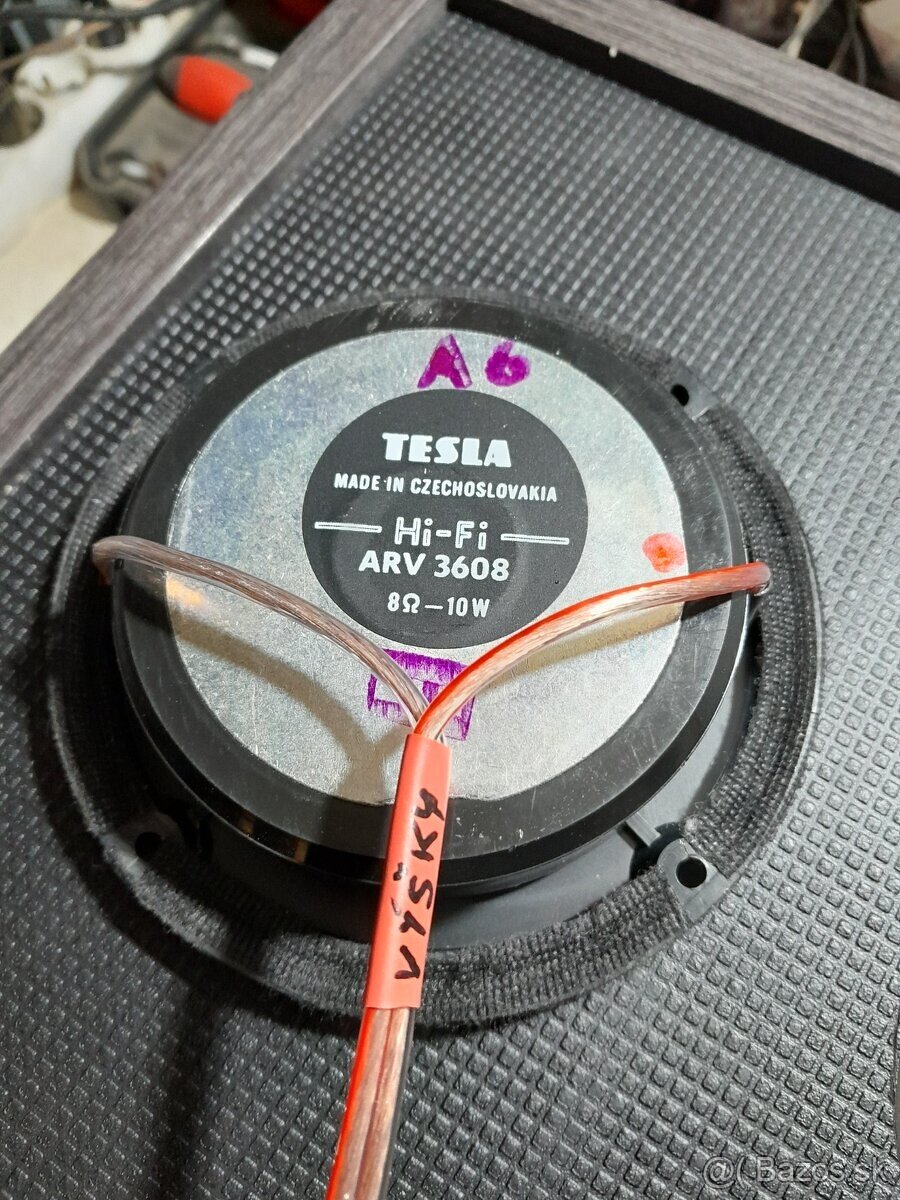 A6
TESLA
MADE IN CZECHOSLOVAKIA
Hi-Fi
ARV 3608
8Ω — 10W
VÝŠKY
@( Bazos.sk